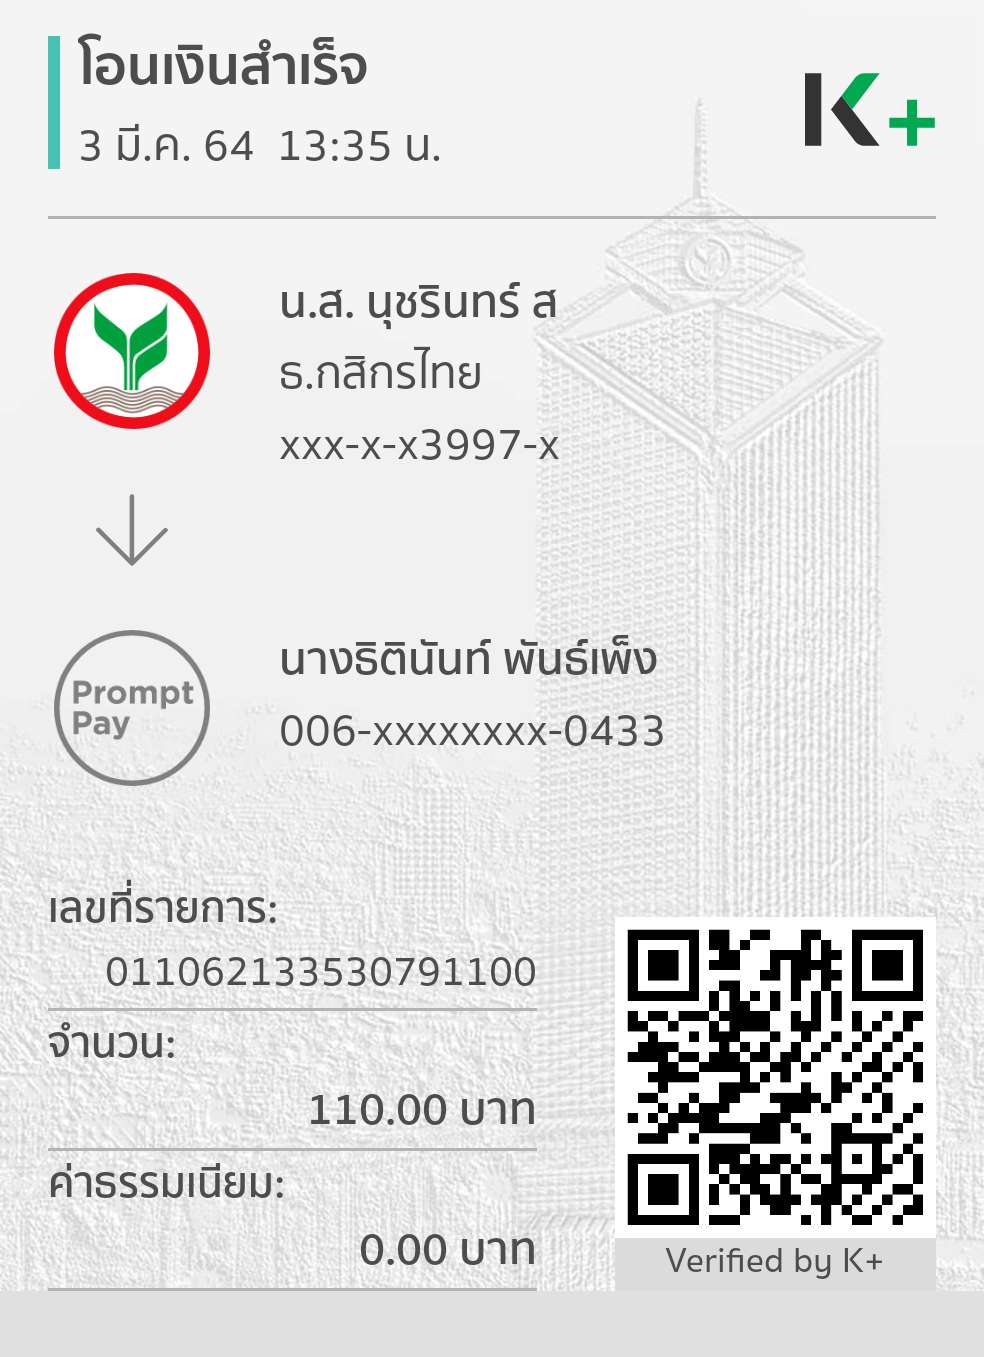 โอนเงินสำเร็จ
3 มี.ค. 64 13:35 น.
K+
น.ส. นุชรินทร์ ส
ธ.กสิกรไทย
xxx-x-x3997-x
นางธิตินันท์ พันธ์เพ็ง
Prompt
Pay
006-xxxxxxxx-0433
เลขที่รายการ:
011062133530791100
จำนวน:
110.00 บาท
ค่าธรรมเนียม:
0.00 บาท
Verified by K+